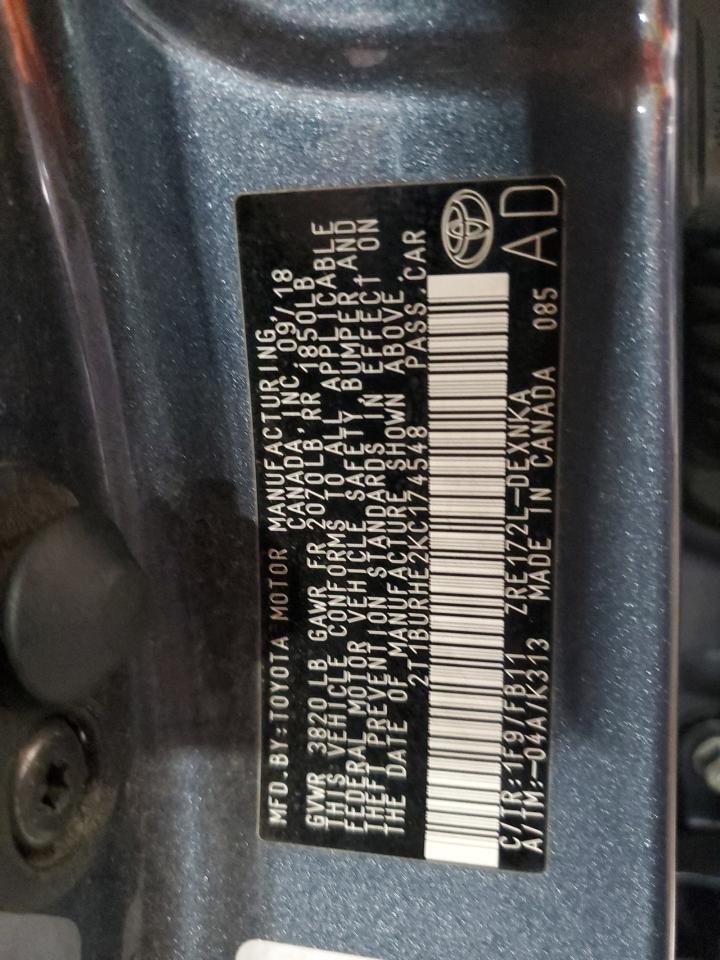 MFD.BY:TOYOTA MOTOR MANUFACTURING,
CANADA, INC. 09/18
GVWR 3820LB GAWR FR 2070LB,RR 1850LB
THIS VEHICLE CONFORMS TO ALL APPLICABLE
FEDERAL MOTOR VEHICLE SAFETY,BUMPER,AND
THEFT PREVENTION STANDARDS IN EFFECT ON
THE DATE OF MANUFACTURE SHOWN ABOVE.
2T1BURHE2KC174548 PASS.CAR
C/TR:1F9/FB11 ZRE172L-DEXNKA
A/TM:-04A/K313 MADE IN CANADA 085
AD